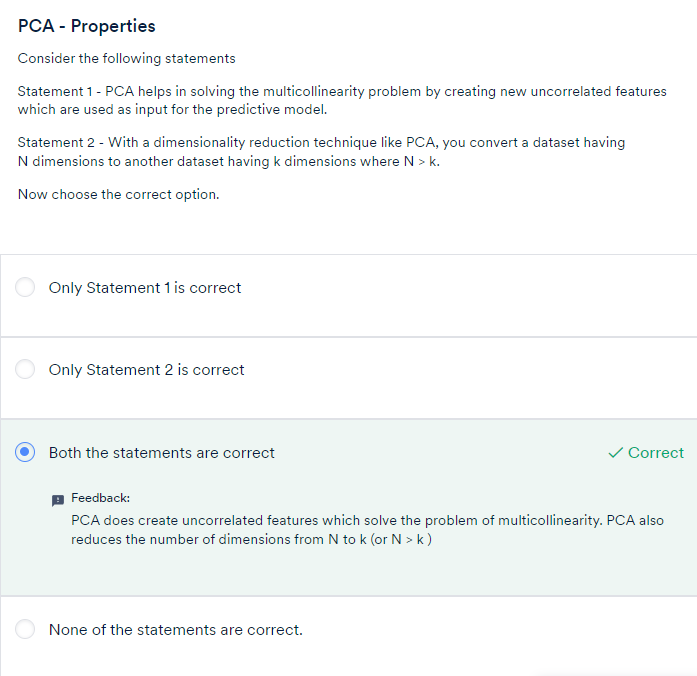 PCA - Properties
Consider the following statements
Statement 1 - PCA helps in solving the multicollinearity problem by creating new uncorrelated features
which are used as input for the predictive model.
Statement 2 - With a dimensionality reduction technique like PCA, you convert a dataset having
N dimensions to another dataset having k dimensions where N > k.
Now choose the correct option.
Only Statement 1 is correct
Only Statement 2 is correct
Both the statements are correct
Correct
Feedback:
PCA does create uncorrelated features which solve the problem of multicollinearity. PCA also
reduces the number of dimensions from N to k (or N > k )
None of the statements are correct.